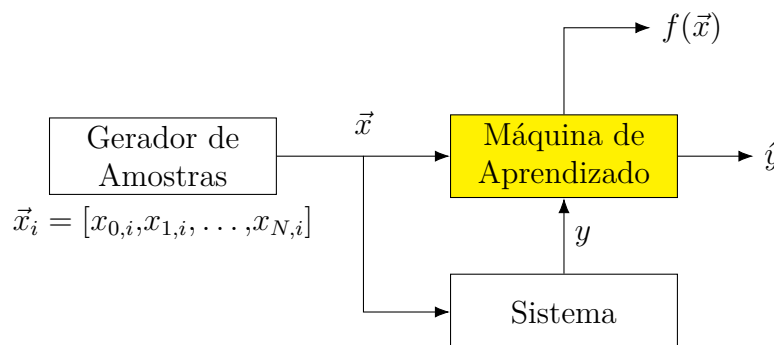 f(x⃗)
x⃗
Gerador de
Amostras
Máquina de
Aprendizado
ŷ
x⃗_i = [x_{0,i},x_{1,i}, . . . ,x_{N,i}]
y
Sistema